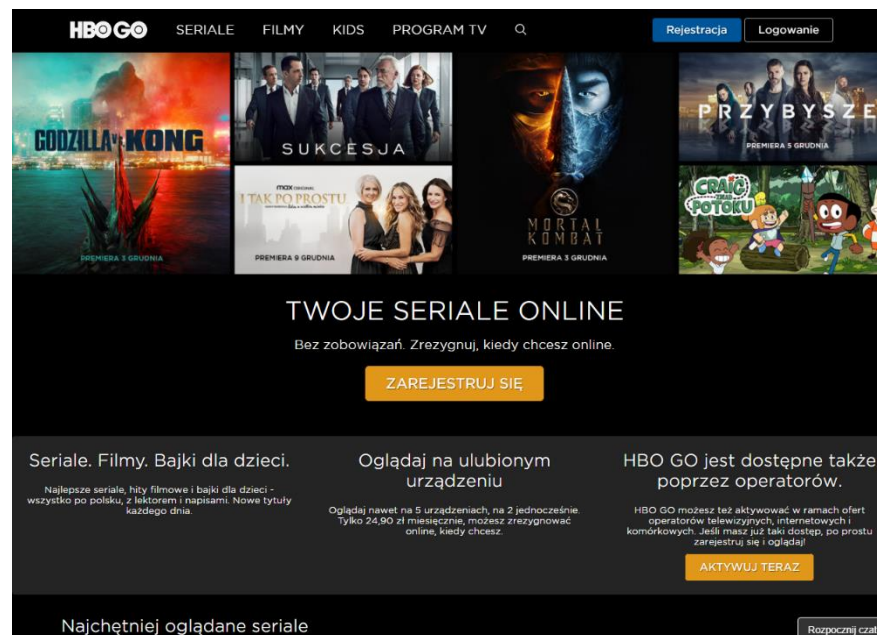 HBO GO SERIALE FILMY KIDS PROGRAM TV Rejestracja Logowanie
GODZILLA VS KONG
PREMIERA 3 GRUDNIA
SUKCESJA
max ORIGINAL
I TAK PO PROSTU
PREMIERA 9 GRUDNIA
MORTAL
KOMBAT
PREMIERA 3 GRUDNIA
PRZYBYSZE
PREMIERA 5 GRUDNIA
CRAIG
ZNAD
POTOKU
TWOJE SERIALE ONLINE
Bez zobowiązań. Zrezygnuj, kiedy chcesz online.
ZAREJESTRUJ SIĘ
Seriale. Filmy. Bajki dla dzieci.
Najlepsze seriale, hity filmowe i bajki dla dzieci -
wszystko po polsku, z lektorem i napisami. Nowe tytuły
każdego dnia.
Oglądaj na ulubionym
urządzeniu
Oglądaj nawet na 5 urządzeniach, na 2 jednocześnie.
Tylko 24,90 zł miesięcznie, możesz zrezygnować
online, kiedy chcesz.
HBO GO jest dostępne także
poprzez operatorów.
HBO GO możesz też aktywować w ramach ofert
operatorów telewizyjnych, internetowych i
komórkowych. Jeśli masz już taki dostęp, po prostu
zarejestruj się i oglądaj!
AKTYWUJ TERAZ
Najchętniej oglądane seriale
Rozpocznij czat